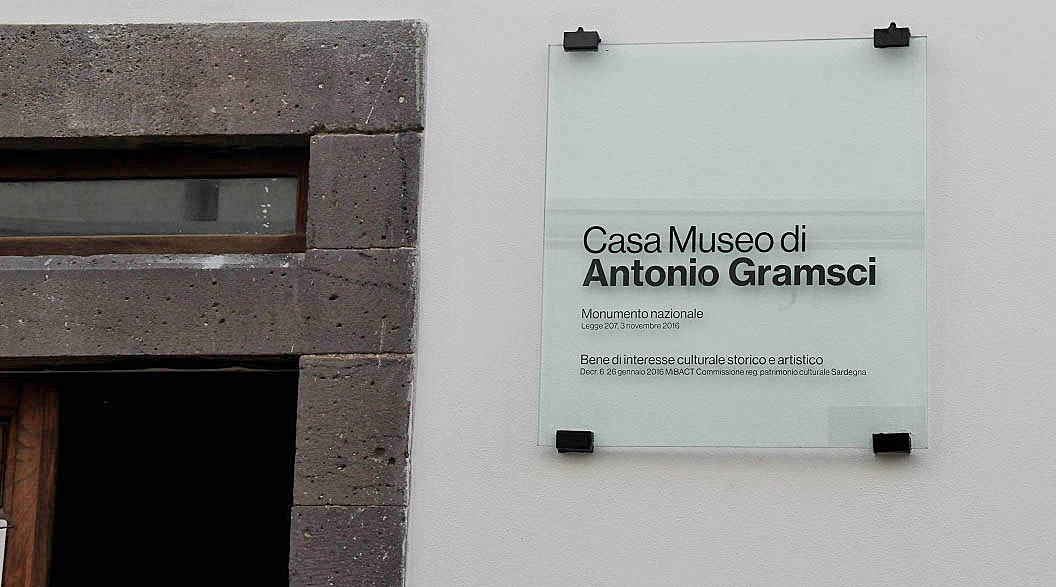 Casa Museo di
Antonio Gramsci
Monumento nazionale
Legge 207, 3 novembre 2016
Bene di interesse culturale storico e artistico
Decr. 6 26 gennaio 2016 MiBACT Commissione reg. patrimonio culturale Sardegna